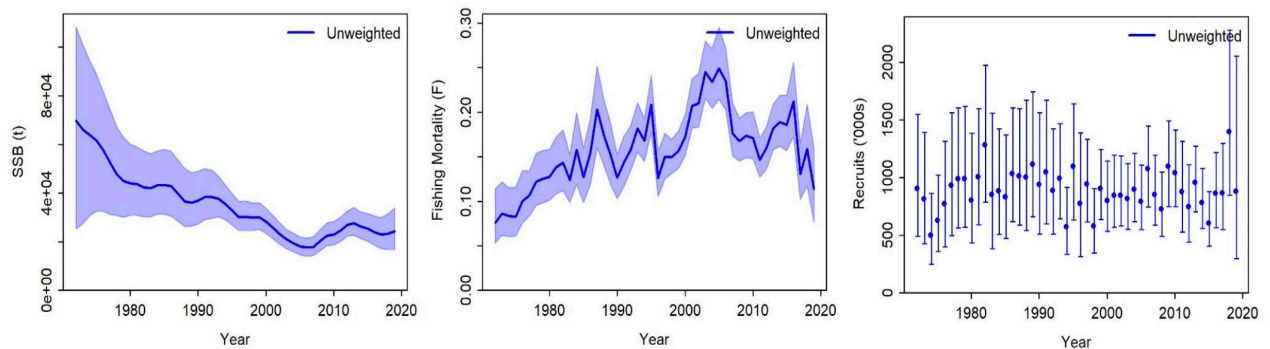 Unweighted
SSB (t)
8e+04
4e+04
0e+00
1980
1990
2000
2010
2020
Year
Unweighted
Fishing Mortality (F)
0.30
0.20
0.10
0.00
1980
1990
2000
2010
2020
Year
Unweighted
Recruits ('000s)
2000
1500
1000
500
0
1980
1990
2000
2010
2020
Year